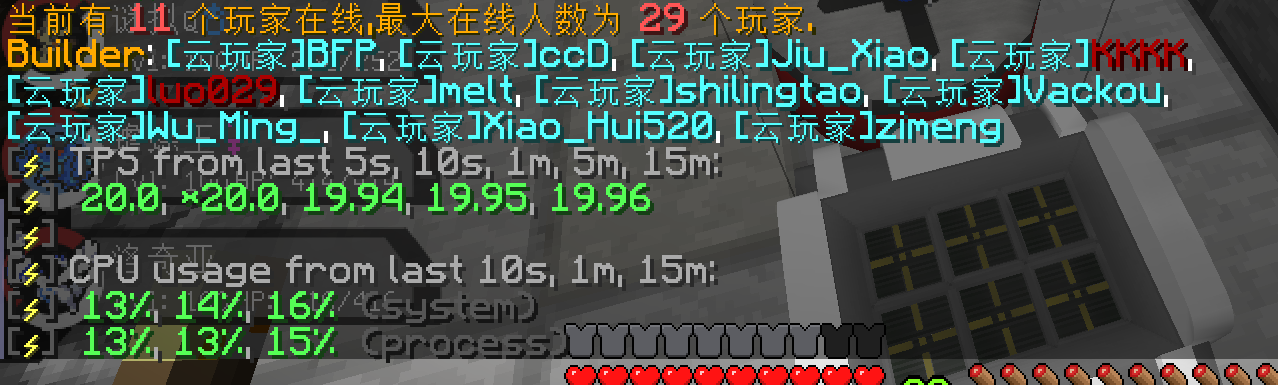 当前有 11 个玩家在线,最大在线人数为 29 个玩家.
Builder: [云玩家]BFP, [云玩家]ccD, [云玩家]Jiu_Xiao, [云玩家]KKKK,
[云玩家]luo029, [云玩家]melt, [云玩家]shilingtao, [云玩家]Vackou,
[云玩家]Wu_Ming_, [云玩家]Xiao_Hui520, [云玩家]zimeng
[⚡] TPS from last 5s, 10s, 1m, 5m, 15m:
[⚡] 20.0, *20.0, 19.94, 19.95, 19.96
[⚡]
[⚡] CPU usage from last 10s, 1m, 15m:
[⚡] 13%, 14%, 16% (system)
[⚡] 13%, 13%, 15% (process)